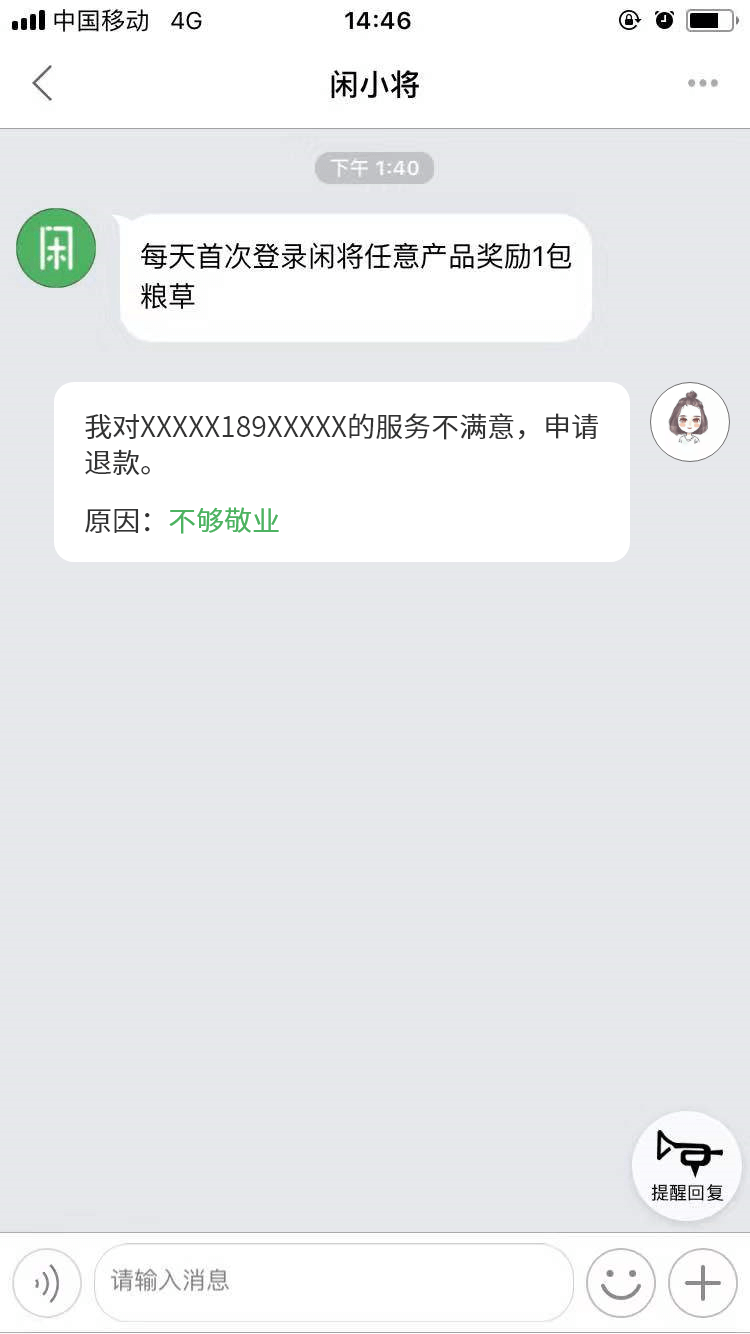 中国移动 4G 14:46
闲小将
下午 1:40
闲
每天首次登录闲将任意产品奖励1包
粮草
我对XXXXX189XXXXX的服务不满意，申请
退款。
原因：不够敬业
提醒回复
请输入消息